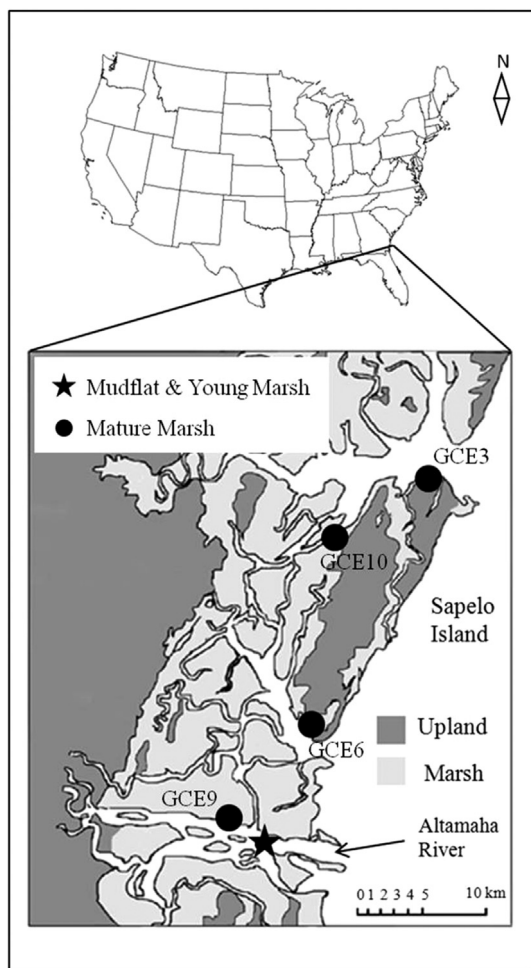 N
Mudflat & Young Marsh
Mature Marsh
GCE3
GCE10
Sapelo
Island
GCE6
Upland
Marsh
GCE9
Altamaha
River
0 1 2 3 4 5 10 km